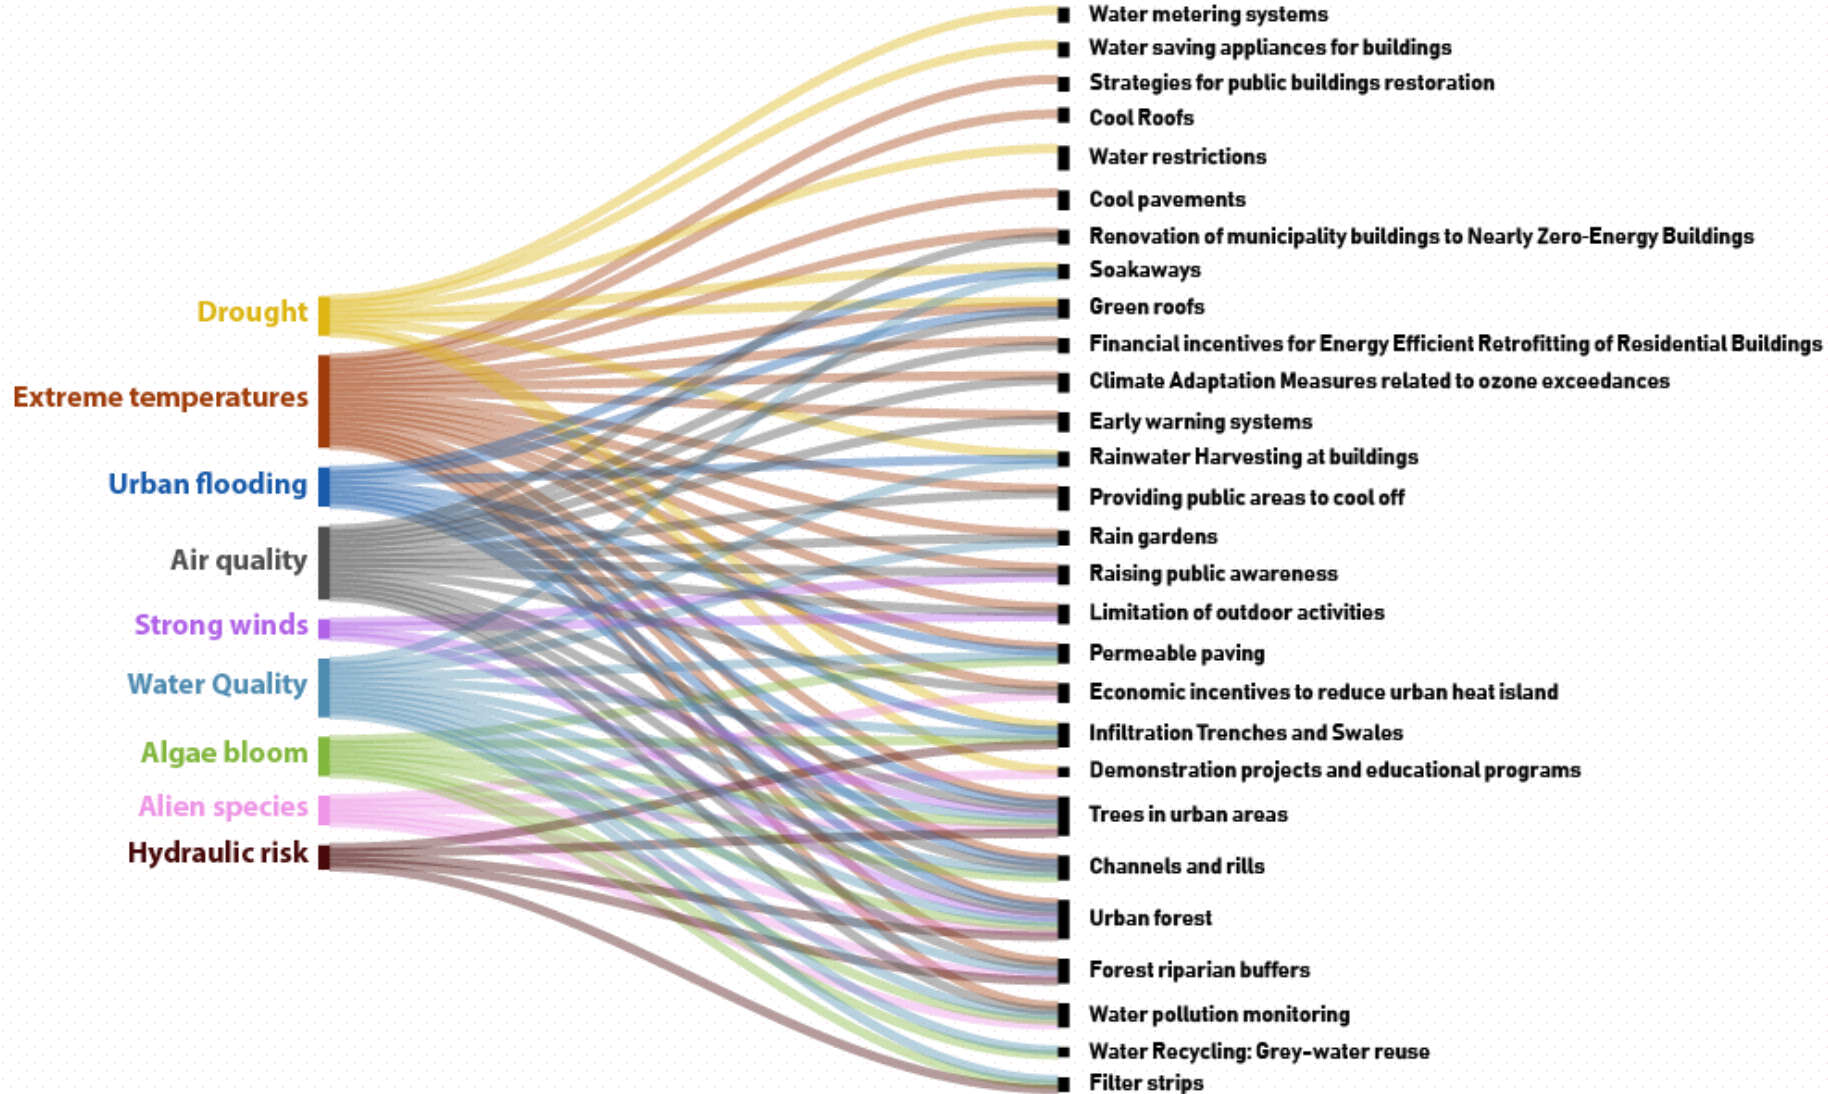 Drought
Extreme temperatures
Urban flooding
Air quality
Strong winds
Water Quality
Algae bloom
Alien species
Hydraulic risk
Water metering systems
Water saving appliances for buildings
Strategies for public buildings restoration
Cool Roofs
Water restrictions
Cool pavements
Renovation of municipality buildings to Nearly Zero-Energy Buildings
Soakaways
Green roofs
Financial incentives for Energy Efficient Retrofitting of Residential Buildings
Climate Adaptation Measures related to ozone exceedances
Early warning systems
Rainwater Harvesting at buildings
Providing public areas to cool off
Rain gardens
Raising public awareness
Limitation of outdoor activities
Permeable paving
Economic incentives to reduce urban heat island
Infiltration Trenches and Swales
Demonstration projects and educational programs
Trees in urban areas
Channels and rills
Urban forest
Forest riparian buffers
Water pollution monitoring
Water Recycling: Grey-water reuse
Filter strips